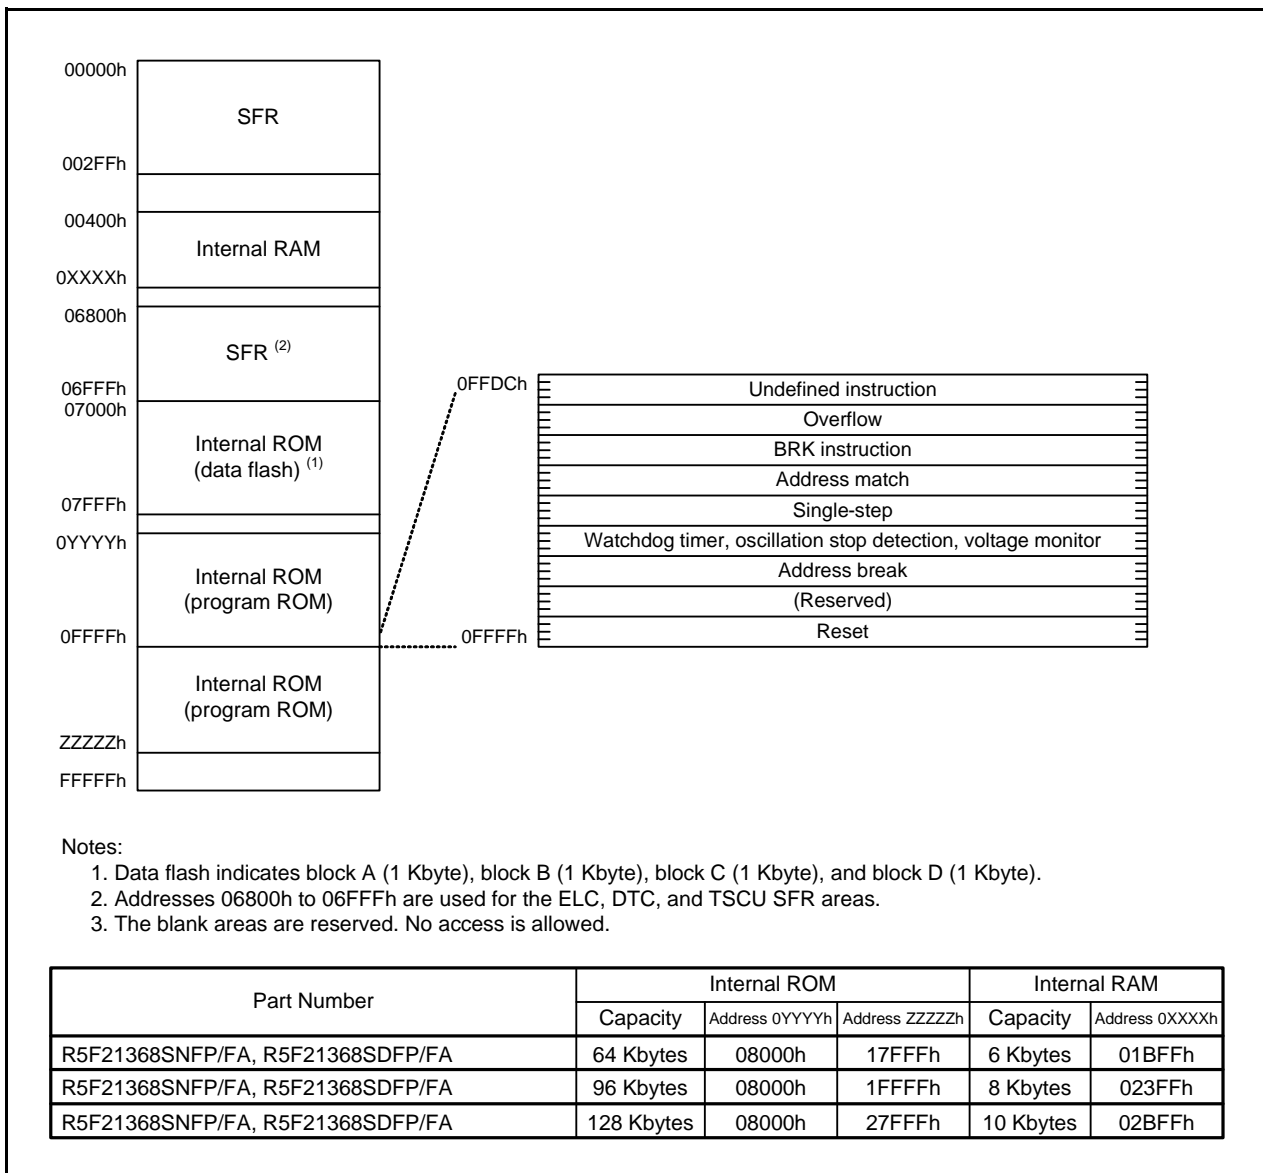 00000h
SFR
002FFh
00400h
Internal RAM
0XXXXh
06800h
SFR (2)
06FFFh
07000h
Internal ROM
(data flash) (1)
07FFFh
0YYYYh
Internal ROM
(program ROM)
0FFFFh
Internal ROM
(program ROM)
ZZZZZh
FFFFFh
0FFDCh
Undefined instruction
Overflow
BRK instruction
Address match
Single-step
Watchdog timer, oscillation stop detection, voltage monitor
Address break
(Reserved)
0FFFFh
Reset
Notes:
1. Data flash indicates block A (1 Kbyte), block B (1 Kbyte), block C (1 Kbyte), and block D (1 Kbyte).
2. Addresses 06800h to 06FFFh are used for the ELC, DTC, and TSCU SFR areas.
3. The blank areas are reserved. No access is allowed.
Part Number Internal ROM Internal RAM
Capacity Address 0YYYYh Address ZZZZZh Capacity Address 0XXXXh
R5F21368SNFP/FA, R5F21368SDFP/FA 64 Kbytes 08000h 17FFFh 6 Kbytes 01BFFh
R5F21368SNFP/FA, R5F21368SDFP/FA 96 Kbytes 08000h 1FFFFh 8 Kbytes 023FFh
R5F21368SNFP/FA, R5F21368SDFP/FA 128 Kbytes 08000h 27FFFh 10 Kbytes 02BFFh